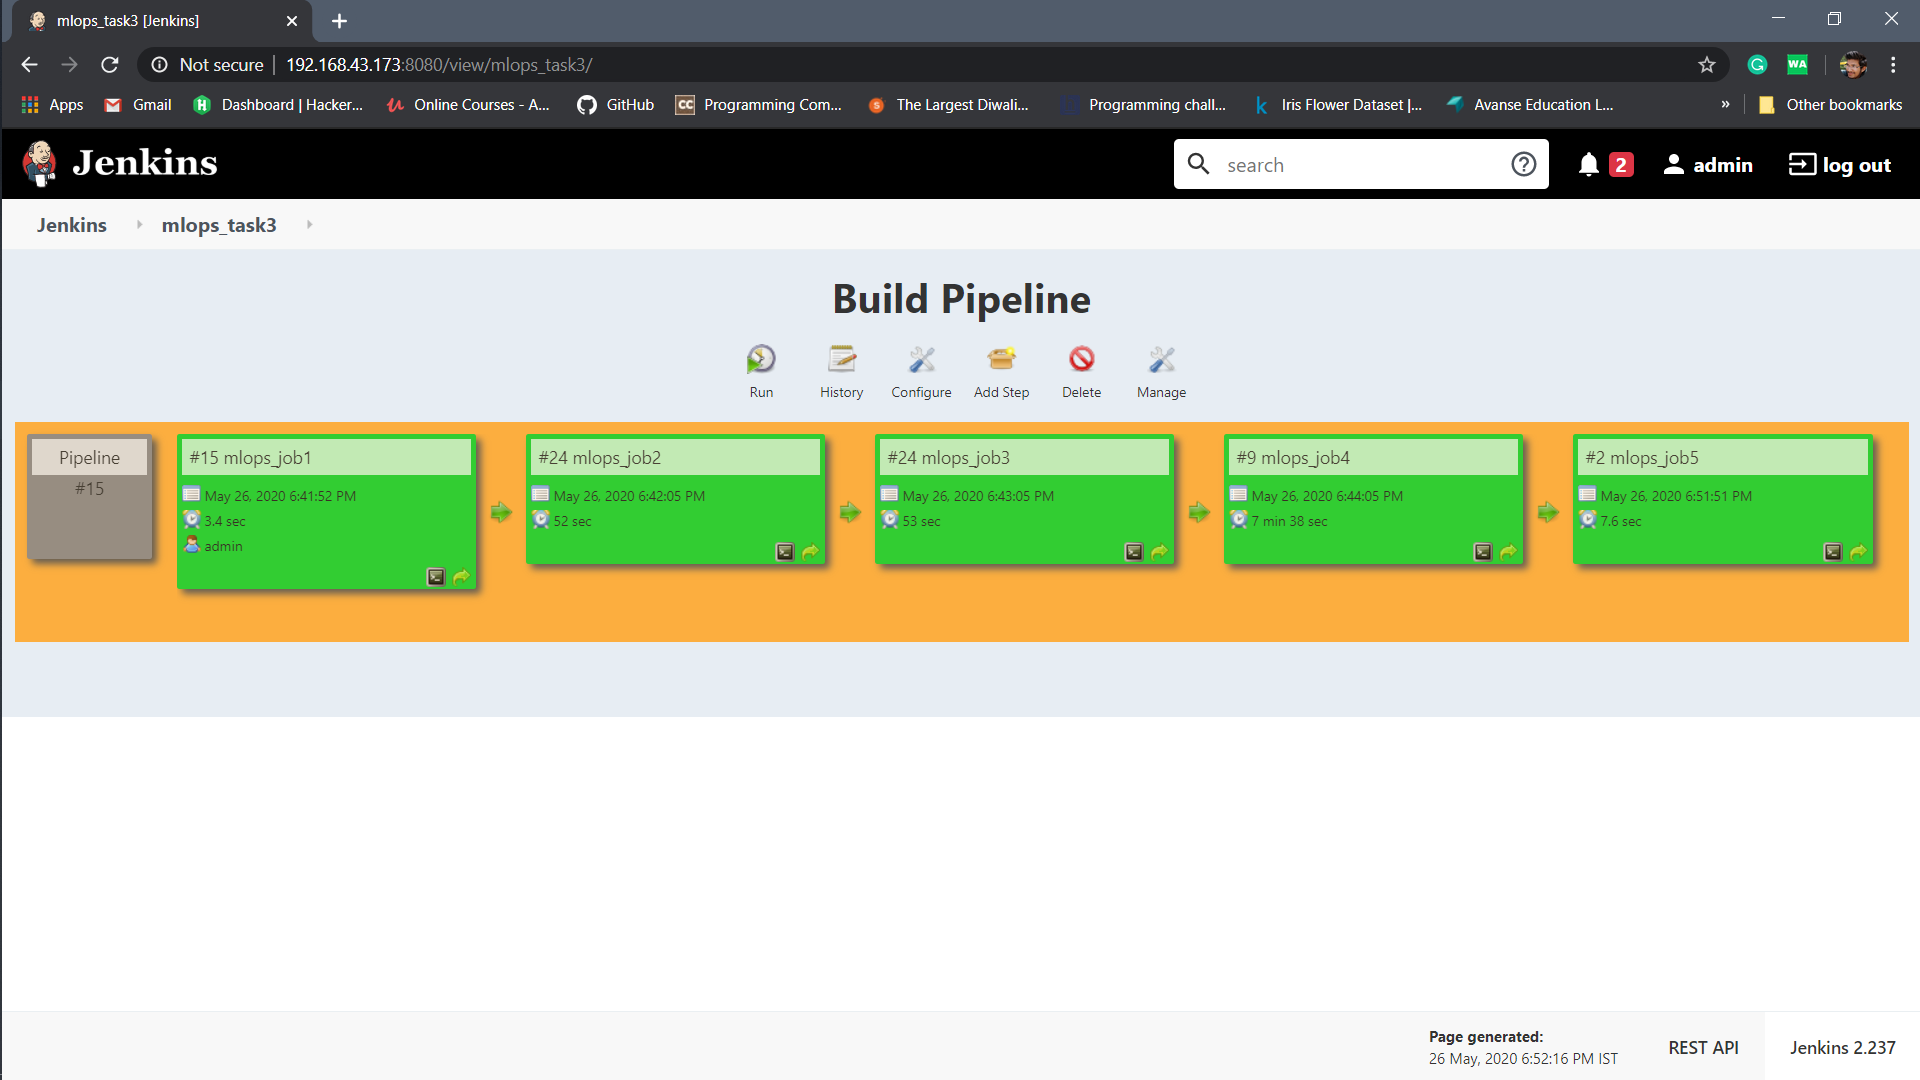 mlops_task3 [Jenkins]
Not secure | 192.168.43.173:8080/view/mlops_task3/
G WA
Apps Gmail Dashboard | Hacker... Online Courses - A... GitHub CC Programming Com... The Largest Diwali... Programming chall... k Iris Flower Dataset |... Avanse Education L... » Other bookmarks
Jenkins search 2 admin log out
Jenkins mlops_task3
Build Pipeline
Run History Configure Add Step Delete Manage
Pipeline
#15
#15 mlops_job1
May 26, 2020 6:41:52 PM
3.4 sec
admin
#24 mlops_job2
May 26, 2020 6:42:05 PM
52 sec
#24 mlops_job3
May 26, 2020 6:43:05 PM
53 sec
#9 mlops_job4
May 26, 2020 6:44:05 PM
7 min 38 sec
#2 mlops_job5
May 26, 2020 6:51:51 PM
7.6 sec
Page generated:
26 May, 2020 6:52:16 PM IST
REST API
Jenkins 2.237